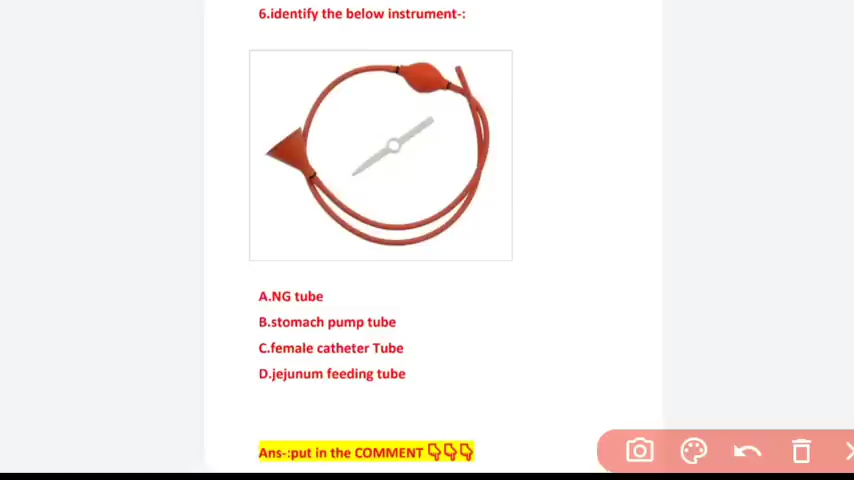 6.identify the below instrument-:
A.NG tube
B.stomach pump tube
C.female catheter Tube
D.jejunum feeding tube
Ans-:put in the COMMENT 👇👇👇